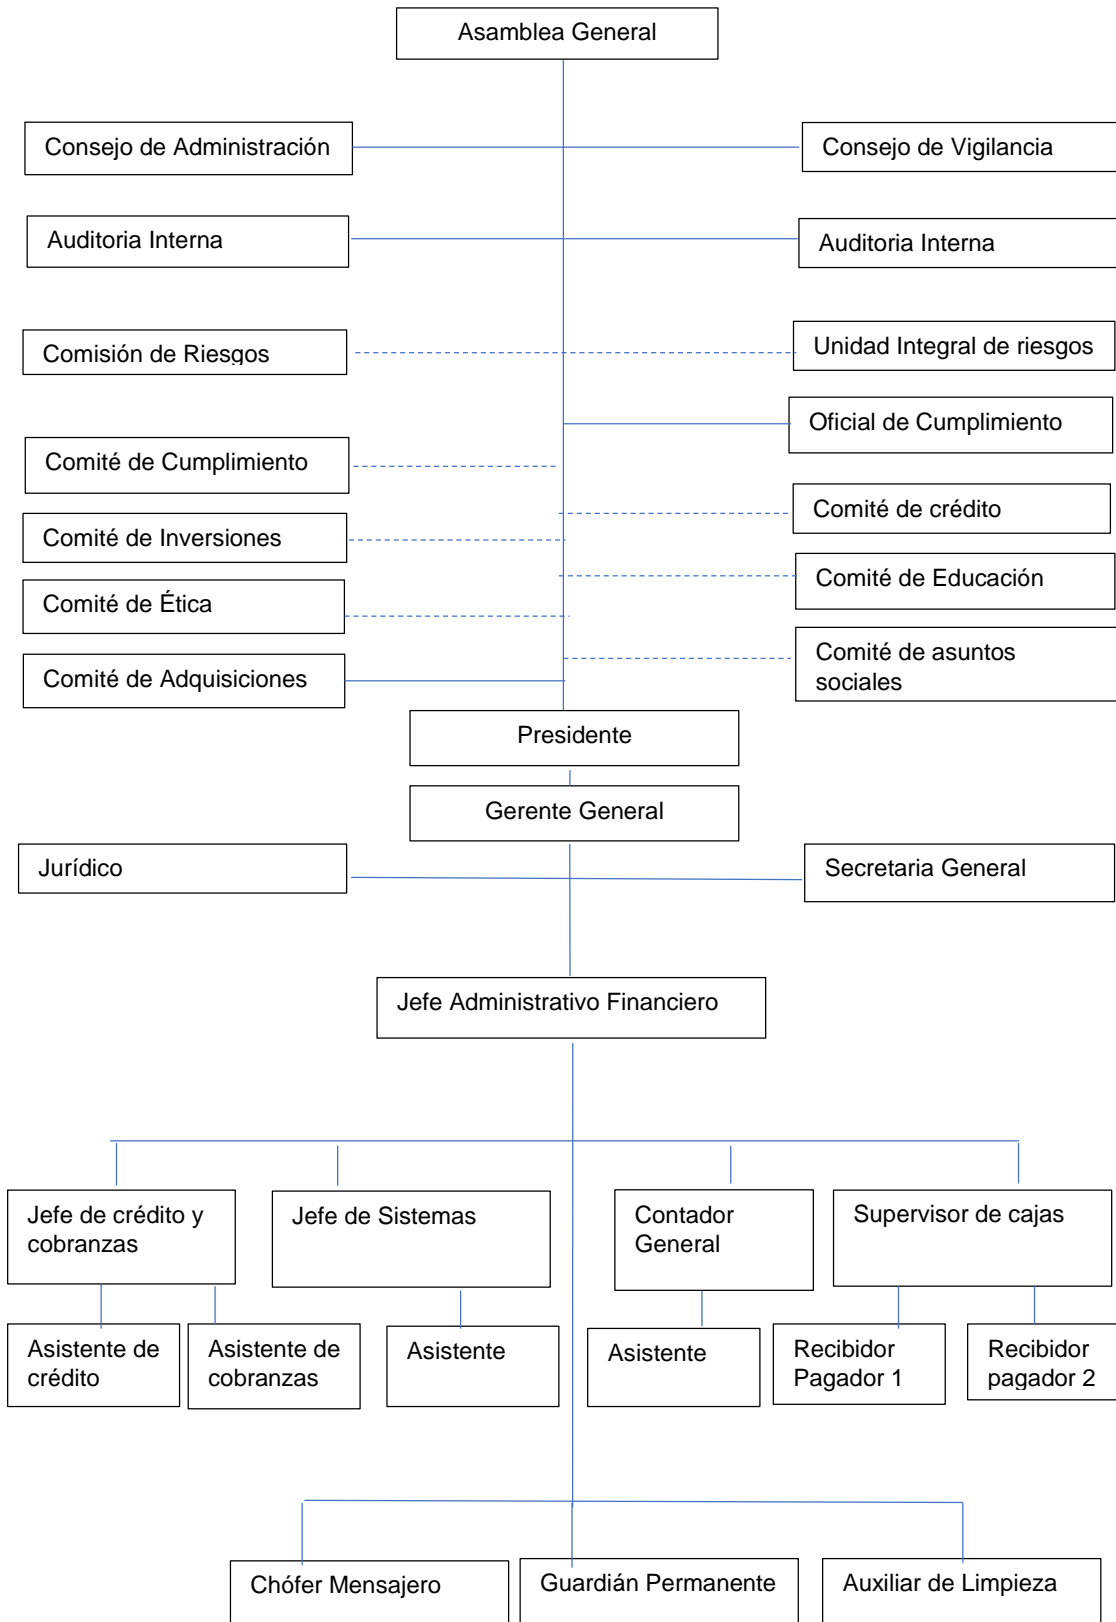 Asamblea General
Consejo de Administración
Consejo de Vigilancia
Auditoria Interna
Auditoria Interna
Comisión de Riesgos
Unidad Integral de riesgos
Oficial de Cumplimiento
Comité de Cumplimiento
Comité de crédito
Comité de Inversiones
Comité de Educación
Comité de Ética
Comité de asuntos
sociales
Comité de Adquisiciones
Presidente
Gerente General
Jurídico
Secretaria General
Jefe Administrativo Financiero
Jefe de crédito y
cobranzas
Jefe de Sistemas
Contador
General
Supervisor de cajas
Asistente de
crédito
Asistente de
cobranzas
Asistente
Asistente
Recibidor
Pagador 1
Recibidor
pagador 2
Chófer Mensajero
Guardián Permanente
Auxiliar de Limpieza